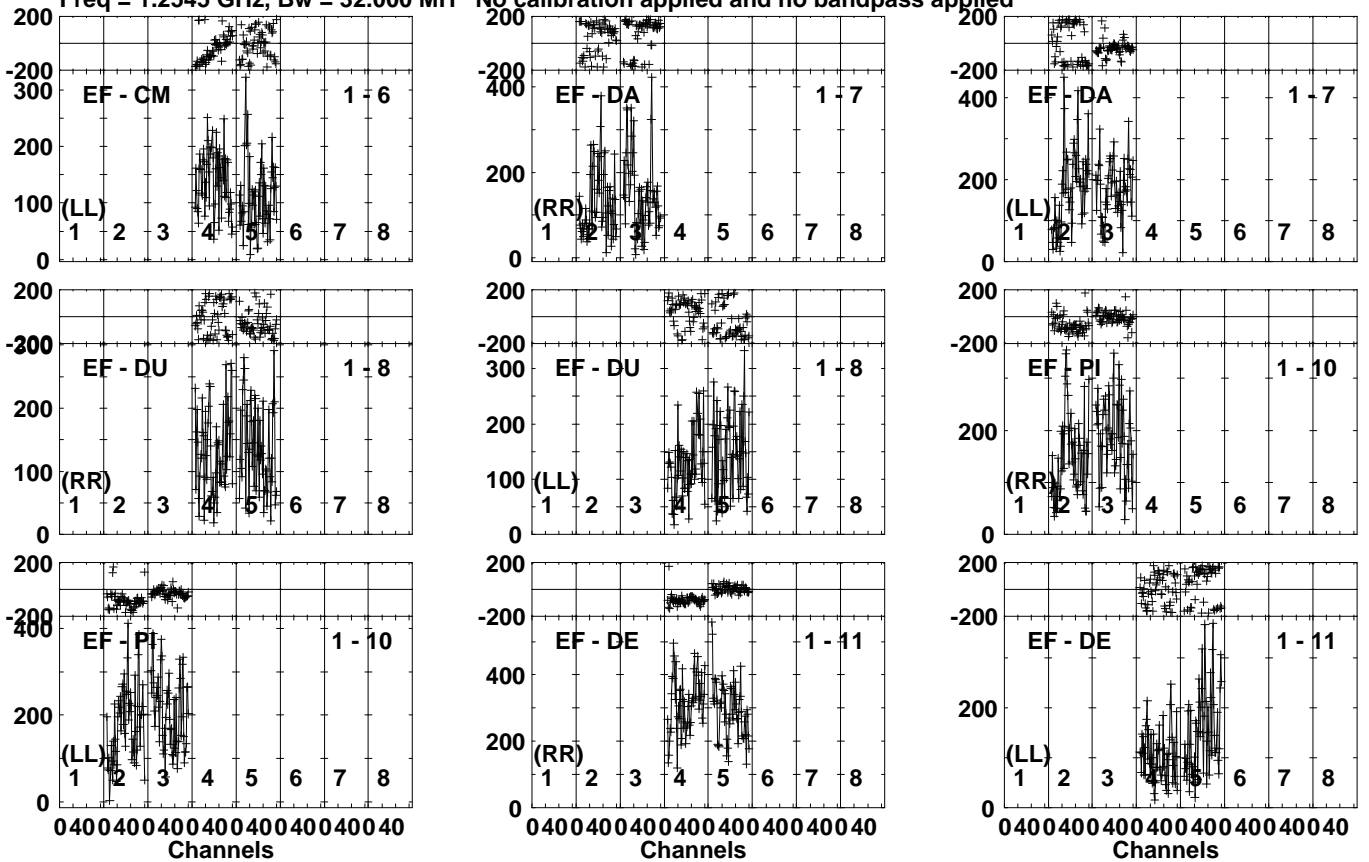 Freq = 1.2545 GHz, Bw = 32.000 MH No calibration applied and no bandpass applied
200 200 200
-200 -200 -200
300 EF - CM 1 - 6 400 EF - DA 1 - 7 400 EF - DA 1 - 7
200 200 200
100
(LL) (RR) (LL)
1 2 3 4 5 6 7 8 1 2 3 4 5 6 7 8 1 2 3 4 5 6 7 8
0 0 0
200 200 200
-200 -200 -200
300 EF - DU 1 - 8 300 EF - DU 1 - 8 EF - PI 1 - 10
200 200 200
100 100
(RR) (LL) (RR)
1 2 3 4 5 6 7 8 1 2 3 4 5 6 7 8 1 2 3 4 5 6 7 8
0 0 0
200 200 200
-200 -200 -200
400 EF - PI 1 - 10 EF - DE 1 - 11 EF - DE 1 - 11
400
200 200 200
(LL) (RR) (LL)
1 2 3 4 5 6 7 8 1 2 3 4 5 6 7 8 1 2 3 4 5 6 7 8
0 0 0
0 40 0 40 0 40 0 40 0 40 0 40 0 40 0 40 0 40 0 40 0 40 0 40 0 40 0 40 0 40 0 40 0 40 0 40 0 40 0 40 0 40 0 40 0 40 0 40
Channels Channels Channels